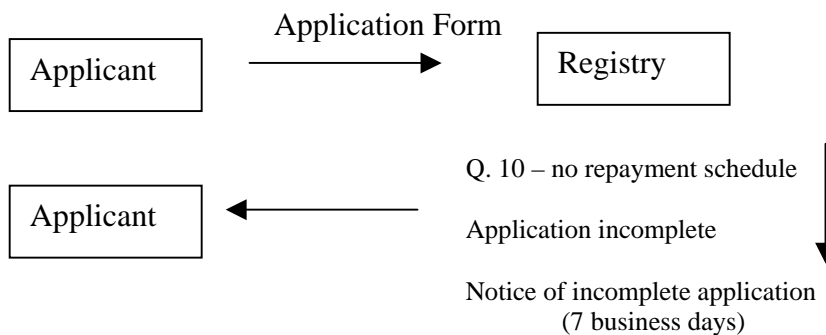 Application Form
Applicant
Registry
Q. 10 – no repayment schedule
Applicant
Application incomplete
Notice of incomplete application
(7 business days)